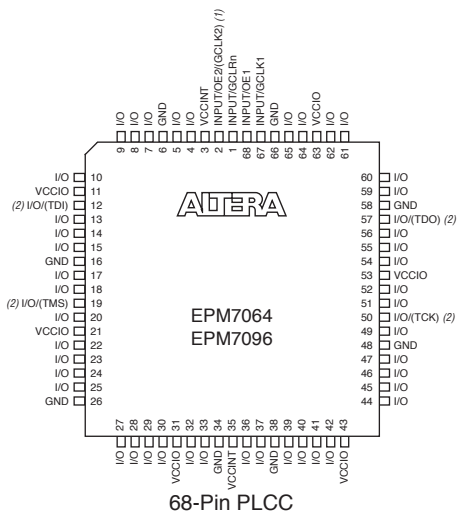 I/O
I/O
I/O
GND
I/O
I/O
VCCINT
INPUT/OE2/(GCLK2) (1)
INPUT/GCLRn
INPUT/OE1
INPUT/GCLK1
GND
I/O
I/O
VCCIO
I/O
I/O
9 8 7 6 5 4 3 2 1 68 67 66 65 64 63 62 61
I/O 10
VCCIO 11
(2) I/O/(TDI) 12
I/O 13
I/O 14
I/O 15
GND 16
I/O 17
I/O 18
(2) I/O/(TMS) 19
I/O 20
VCCIO 21
I/O 22
I/O 23
I/O 24
I/O 25
GND 26
ALTERA
EPM7064
EPM7096
60 I/O
59 I/O
58 GND
57 I/O/(TDO) (2)
56 I/O
55 I/O
54 I/O
53 VCCIO
52 I/O
51 I/O
50 I/O/(TCK) (2)
49 I/O
48 GND
47 I/O
46 I/O
45 I/O
44 I/O
27 28 29 30 31 32 33 34 35 36 37 38 39 40 41 42 43
I/O
I/O
I/O
I/O
VCCIO
I/O
I/O
GND
VCCINT
I/O
I/O
GND
I/O
I/O
I/O
I/O
VCCIO
68-Pin PLCC